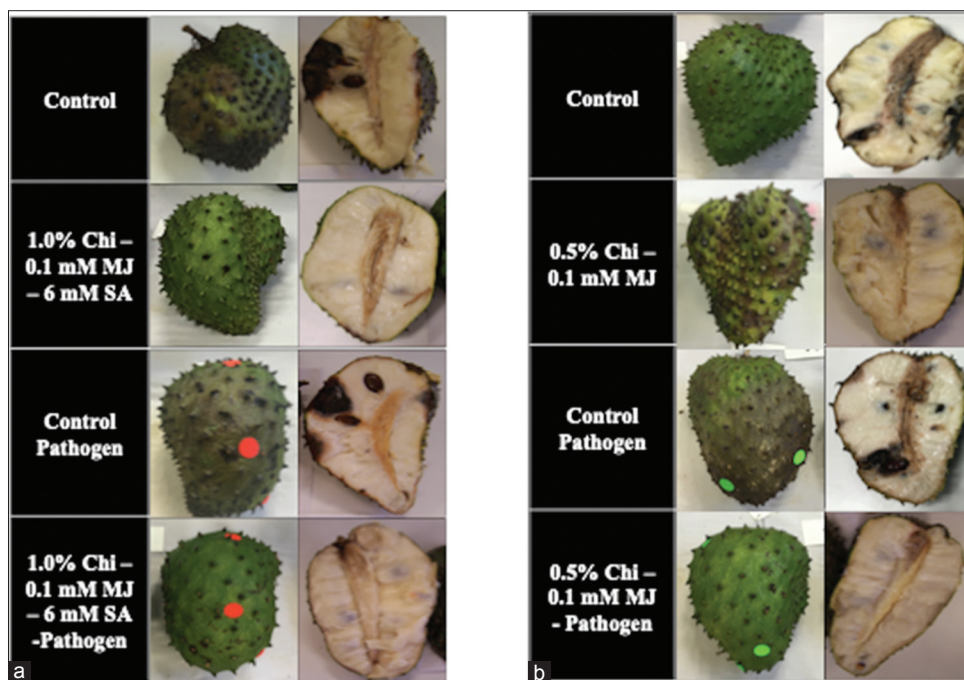 Control
1.0% Chi –
0.1 mM MJ
– 6 mM SA
Control
Pathogen
1.0% Chi –
0.1 mM MJ
– 6 mM SA
-Pathogen
a
Control
0.5% Chi –
0.1 mM MJ
Control
Pathogen
0.5% Chi –
0.1 mM MJ
- Pathogen
b